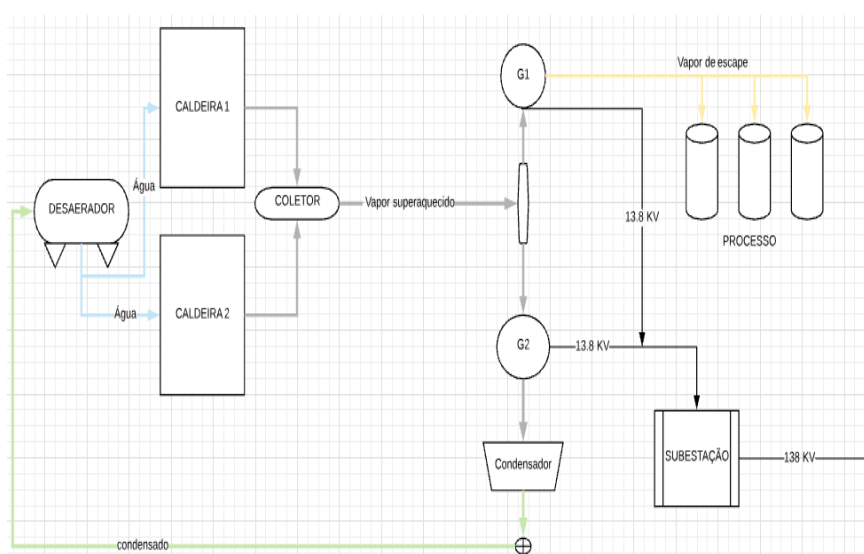 G1
Vapor de escape
CALDEIRA 1
Água
DESAERADOR
COLETOR
Vapor superaquecido
13.8 KV
PROCESSO
Água
CALDEIRA 2
G2
13.8 KV
Condensador
SUBESTAÇÃO
138 KV
condensado